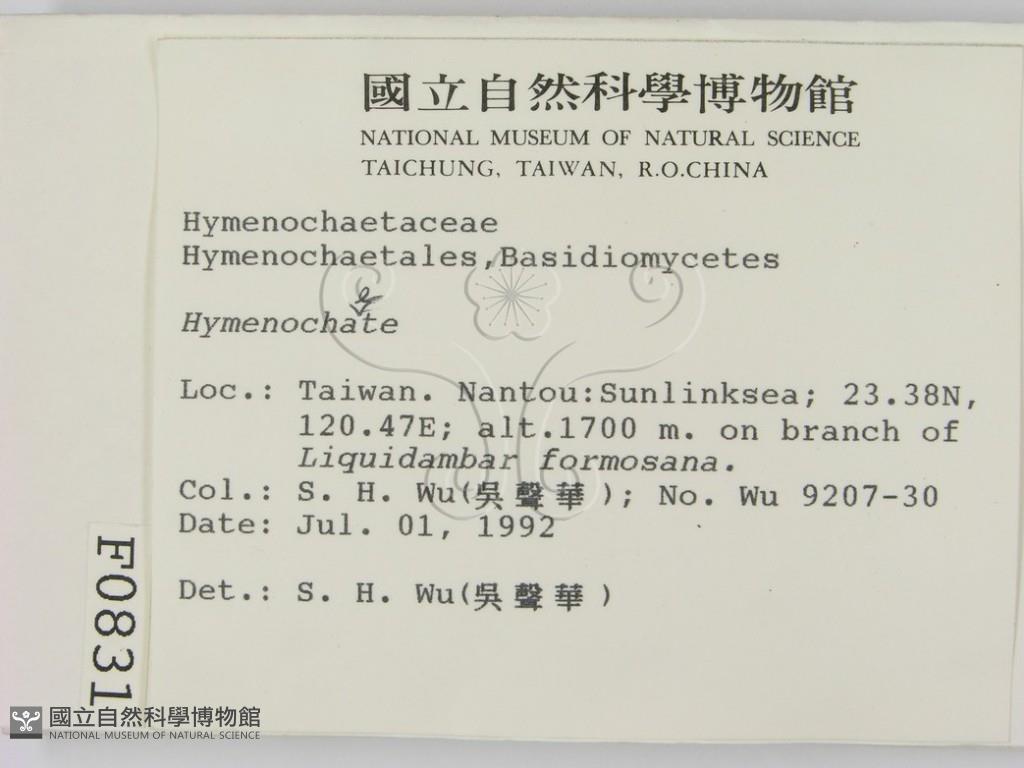 國立自然科學博物館
NATIONAL MUSEUM OF NATURAL SCIENCE
TAICHUNG, TAIWAN, R.O.CHINA
Hymenochaetaceae
Hymenochaetales,Basidiomycetes
e
Hymenochate
Loc.: Taiwan. Nantou:Sunlinksea; 23.38N,
120.47E; alt.1700 m. on branch of
Liquidambar formosana.
Col.: S. H. Wu(吳聲華); No. Wu 9207-30
Date: Jul. 01, 1992
Det.: S. H. Wu(吳聲華)
F0831
國立自然科學博物館
NATIONAL MUSEUM OF NATURAL SCIENCE